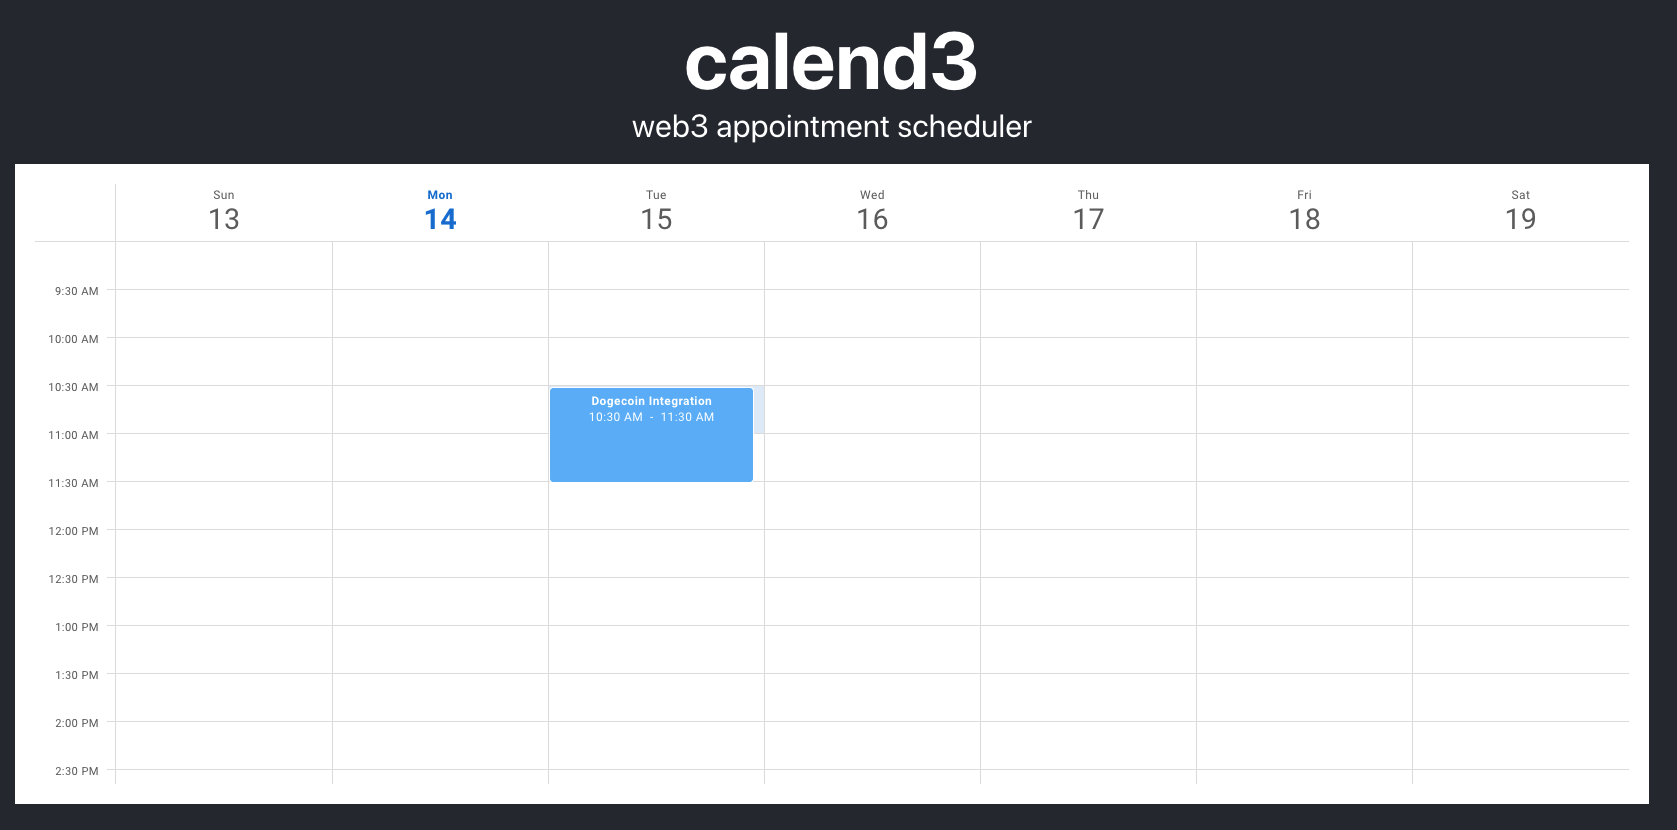 calend3
web3 appointment scheduler
Sun Mon Tue Wed Thu Fri Sat
13 14 15 16 17 18 19
9:30 AM
10:00 AM
10:30 AM
Dogecoin Integration
10:30 AM - 11:30 AM
11:00 AM
11:30 AM
12:00 PM
12:30 PM
1:00 PM
1:30 PM
2:00 PM
2:30 PM